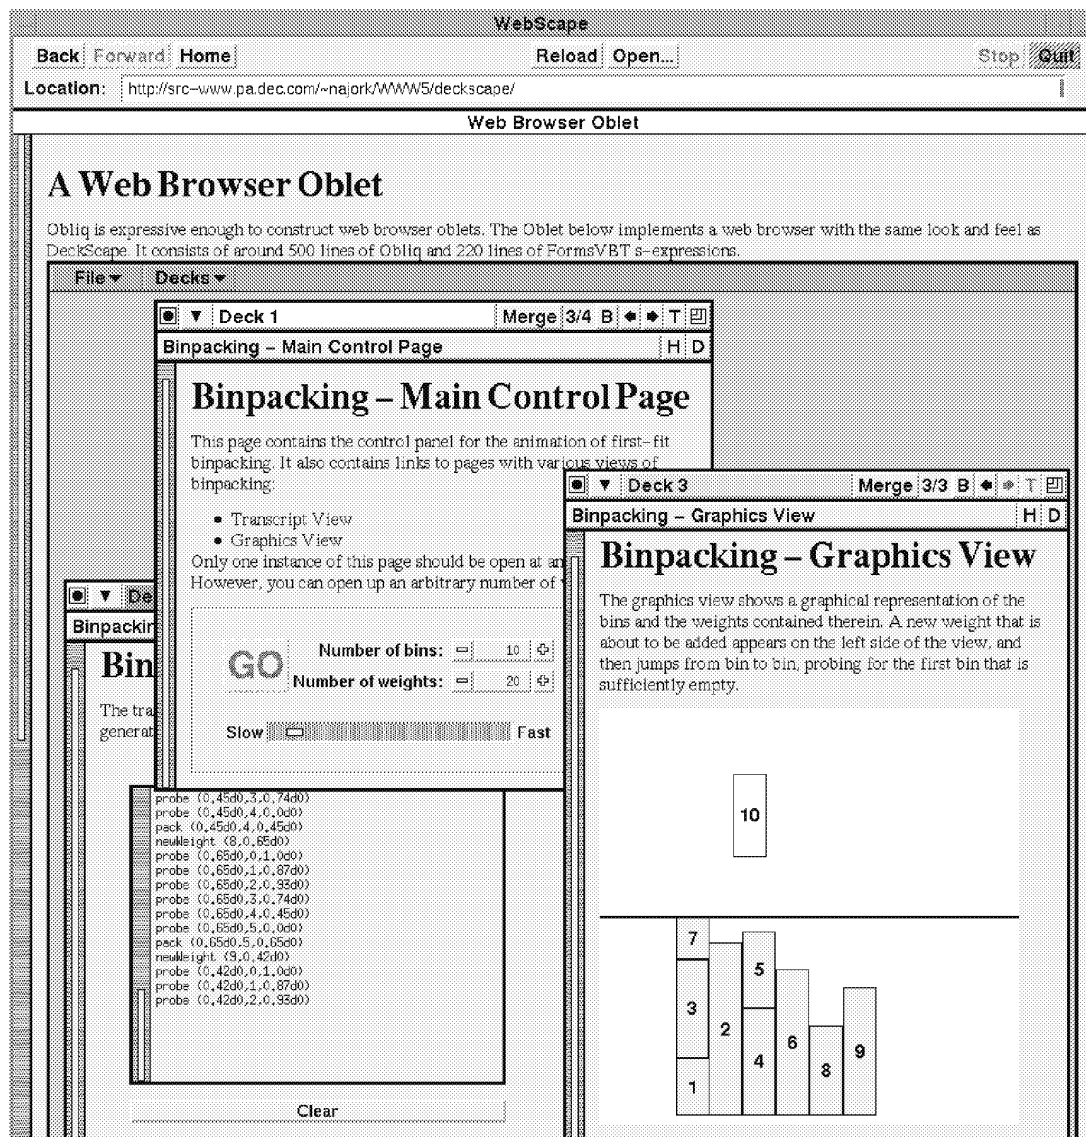 WebScape
Back Forward Home Reload Open... Stop Quit
Location: http://src-www.pa.dec.com/~najork/WWW5/deckscape/
Web Browser Oblet
A Web Browser Oblet
Obliq is expressive enough to construct web browser oblets. The Oblet below implements a web browser with the same look and feel as
DeckScape. It consists of around 500 lines of Obliq and 220 lines of FormsVBT s-expressions.
File Decks
Deck 1 Merge 3/4 B T
Binpacking – Main Control Page H D
Binpacking – Main Control Page
This page contains the control panel for the animation of first-fit
binpacking. It also contains links to pages with various views of
binpacking:
• Transcript View
• Graphics View
Only one instance of this page should be open at an
However, you can open up an arbitrary number of
GO
Number of bins: 10
Number of weights: 20
Slow Fast
Deck 3 Merge 3/3 B T
Binpacking – Graphics View H D
Binpacking – Graphics View
The graphics view shows a graphical representation of the
bins and the weights contained therein. A new weight that
is about to be added appears on the left side of the view, and
then jumps from bin to bin, probing for the first bin that is
sufficiently empty.
10
7
5
3
2
6
4
9
8
1
De
Binpackin
Bin
The tra
generat
probe (0.45d0,3,0.74d0)
probe (0.45d0,4,0.0d0)
pack (0.45d0,4,0.45d0)
newWeight (8,0.65d0)
probe (0.65d0,0,1.0d0)
probe (0.65d0,1,0.87d0)
probe (0.65d0,2,0.93d0)
probe (0.65d0,3,0.74d0)
probe (0.65d0,4,0.45d0)
probe (0.65d0,5,0.0d0)
pack (0.65d0,5,0.65d0)
newWeight (9,0.42d0)
probe (0.42d0,0,1.0d0)
probe (0.42d0,1,0.87d0)
probe (0.42d0,2,0.93d0)
Clear